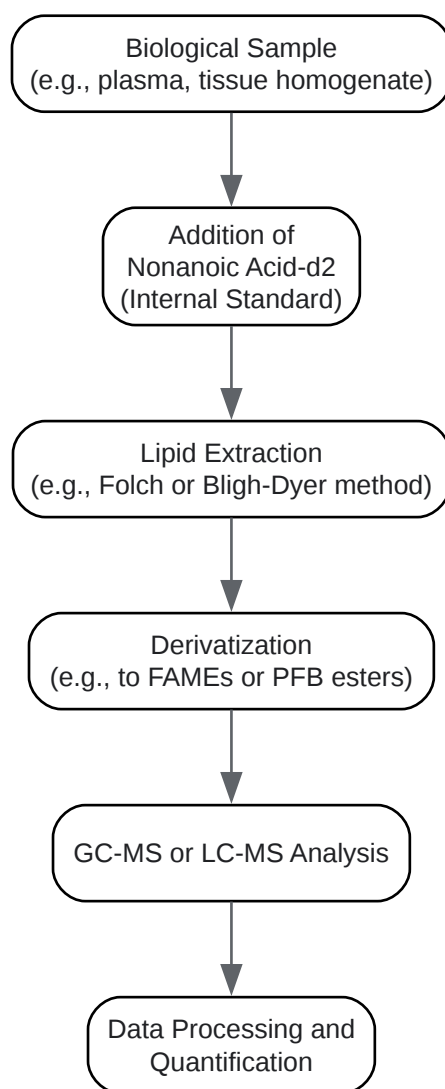 Biological Sample
(e.g., plasma, tissue homogenate)
Addition of
Nonanoic Acid-d2
(Internal Standard)
Lipid Extraction
(e.g., Folch or Bligh-Dyer method)
Derivatization
(e.g., to FAMEs or PFB esters)
GC-MS or LC-MS Analysis
Data Processing and
Quantification